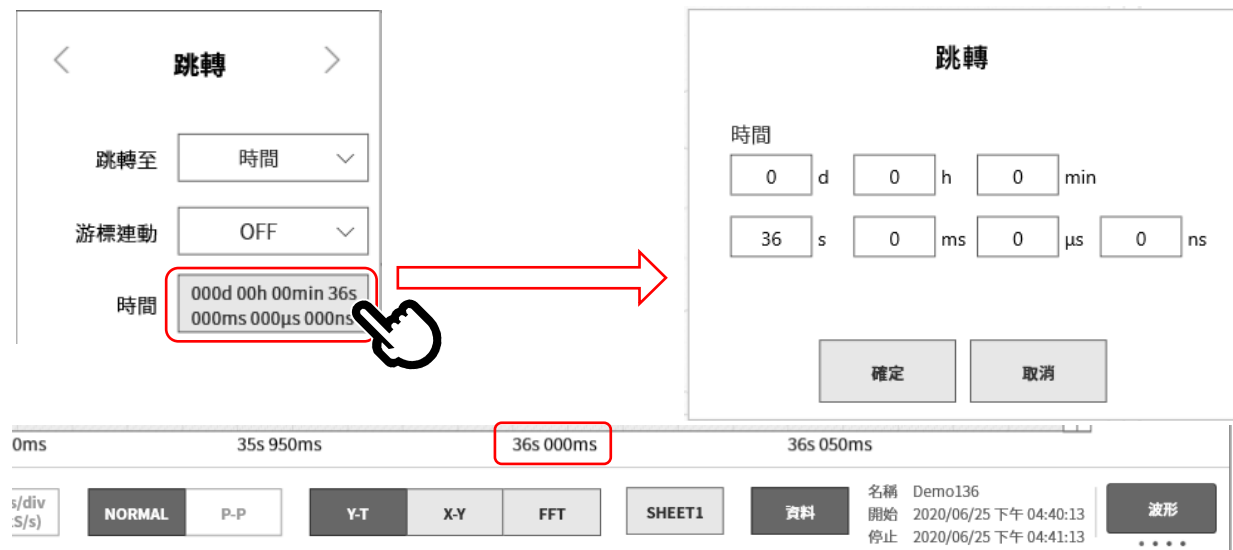 跳轉
跳轉至 時間
游標連動 OFF
時間 000d 00h 00min 36s
000ms 000µs 000ns
跳轉
時間
0 d 0 h 0 min
36 s 0 ms 0 µs 0 ns
確定 取消
0ms 35s 950ms 36s 000ms 36s 050ms
s/div
S/s)
NORMAL P-P Y-T X-Y FFT SHEET1 資料
名稱 Demo136
開始 2020/06/25 下午 04:40:13
停止 2020/06/25 下午 04:41:13
波形